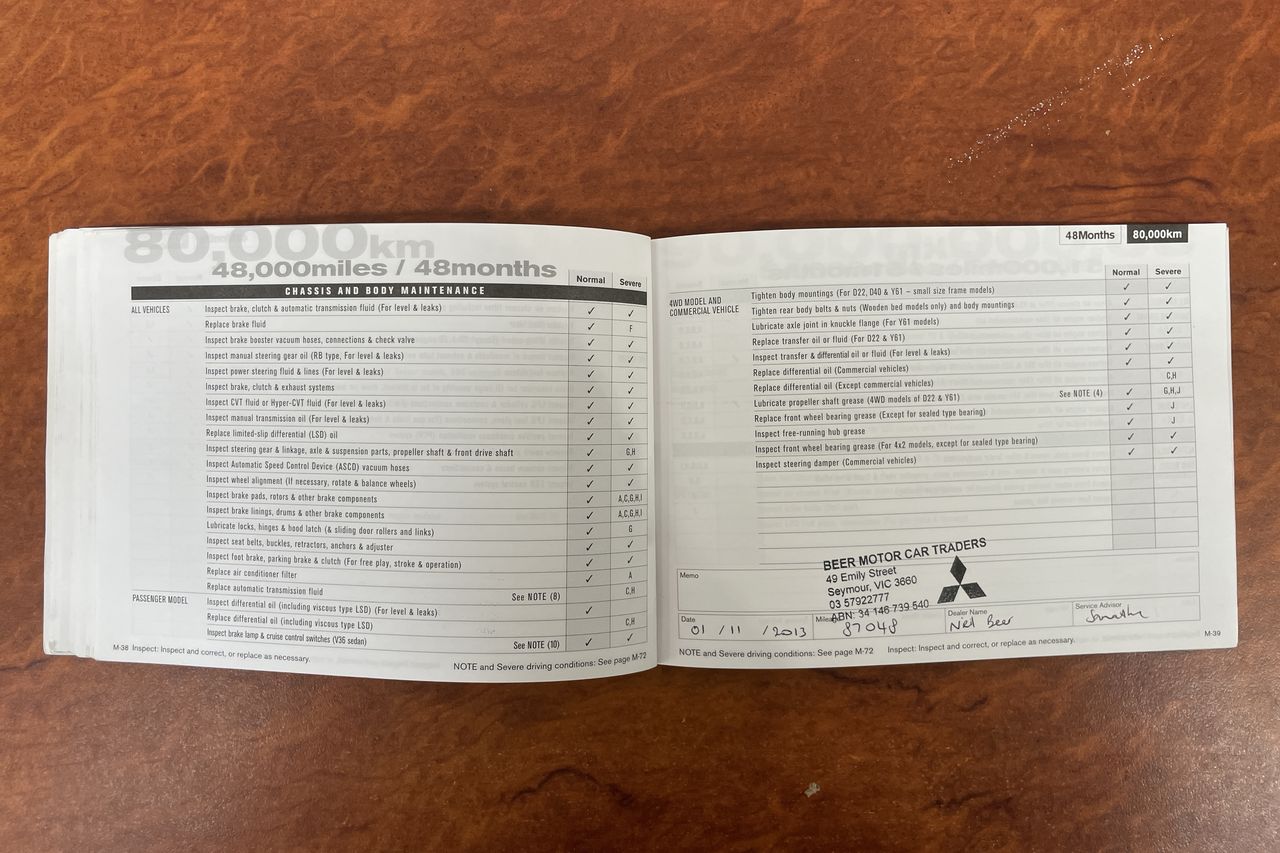 80,000km
48,000miles / 48months
Normal Severe
CHASSIS AND BODY MAINTENANCE
ALL VEHICLES Inspect brake, clutch & automatic transmission fluid (For level & leaks) ✓ ✓
Replace brake fluid ✓ F
Inspect brake booster vacuum hoses, connections & check valve ✓ ✓
Inspect manual steering gear oil (RB type, For level & leaks) ✓ ✓
Inspect power steering fluid & lines (For level & leaks) ✓ ✓
Inspect brake, clutch & exhaust systems ✓ ✓
Inspect CVT fluid or Hyper-CVT fluid (For level & leaks) ✓ ✓
Inspect manual transmission oil (For level & leaks) ✓ ✓
Replace limited-slip differential (LSD) oil ✓ ✓
Inspect steering gear & linkage, axle & suspension parts, propeller shaft & front drive shaft ✓ G,H
Inspect Automatic Speed Control Device (ASCD) vacuum hoses ✓ ✓
Inspect wheel alignment (If necessary, rotate & balance wheels) ✓ ✓
Inspect brake pads, rotors & other brake components ✓ A,C,G,H,I
Inspect brake linings, drums & other brake components ✓ A,C,G,H,I
Lubricate locks, hinges & hood latch (& sliding door rollers and links) ✓ G
Inspect seat belts, buckles, retractors, anchors & adjuster ✓ ✓
Inspect foot brake, parking brake & clutch (For free play, stroke & operation) ✓ ✓
Replace air conditioner filter ✓ A
Replace automatic transmission fluid See NOTE (8) C,H
PASSENGER MODEL Inspect differential oil (including viscous type LSD) (For level & leaks) ✓
Replace differential oil (including viscous type LSD) C,H
Inspect brake lamp & cruise control switches (V36 sedan) See NOTE (10) ✓ ✓
M-38 Inspect: Inspect and correct, or replace as necessary. NOTE and Severe driving conditions: See page M-72
48Months 80,000km
Normal Severe
4WD MODEL AND
COMMERCIAL VEHICLE
Tighten body mountings (For D22, D40 & Y61 – small size frame models) ✓ ✓
Tighten rear body bolts & nuts (Wooden bed models only) and body mountings ✓ ✓
Lubricate axle joint in knuckle flange (For Y61 models) ✓ ✓
Replace transfer oil or fluid (For D22 & Y61) ✓ ✓
Inspect transfer & differential oil or fluid (For level & leaks) ✓ ✓
Replace differential oil (Commercial vehicles) ✓ ✓
Replace differential oil (Except commercial vehicles) C,H
Lubricate propeller shaft grease (4WD models of D22 & Y61) See NOTE (4) ✓ G,H,J
Replace front wheel bearing grease (Except for sealed type bearing) ✓ J
Inspect free-running hub grease ✓ J
Inspect front wheel bearing grease (For 4x2 models, except for sealed type bearing) ✓ ✓
Inspect steering damper (Commercial vehicles) ✓ ✓
Memo
BEER MOTOR CAR TRADERS
49 Emily Street
Seymour, VIC 3660
03 57922777
ABN: 34 146 739 540
Date 01 / 11 / 2013
87048
Dealer Name Neil Beer
Service Advisor
NOTE and Severe driving conditions: See page M-72 Inspect: Inspect and correct, or replace as necessary. M-39